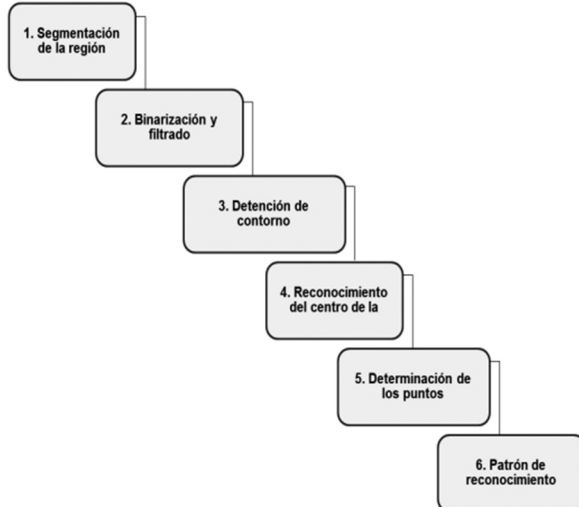 1. Segmentación
de la región
2. Binarización y
filtrado
3. Detención de
contorno
4. Reconocimiento
del centro de la
5. Determinación de
los puntos
6. Patrón de
reconocimiento